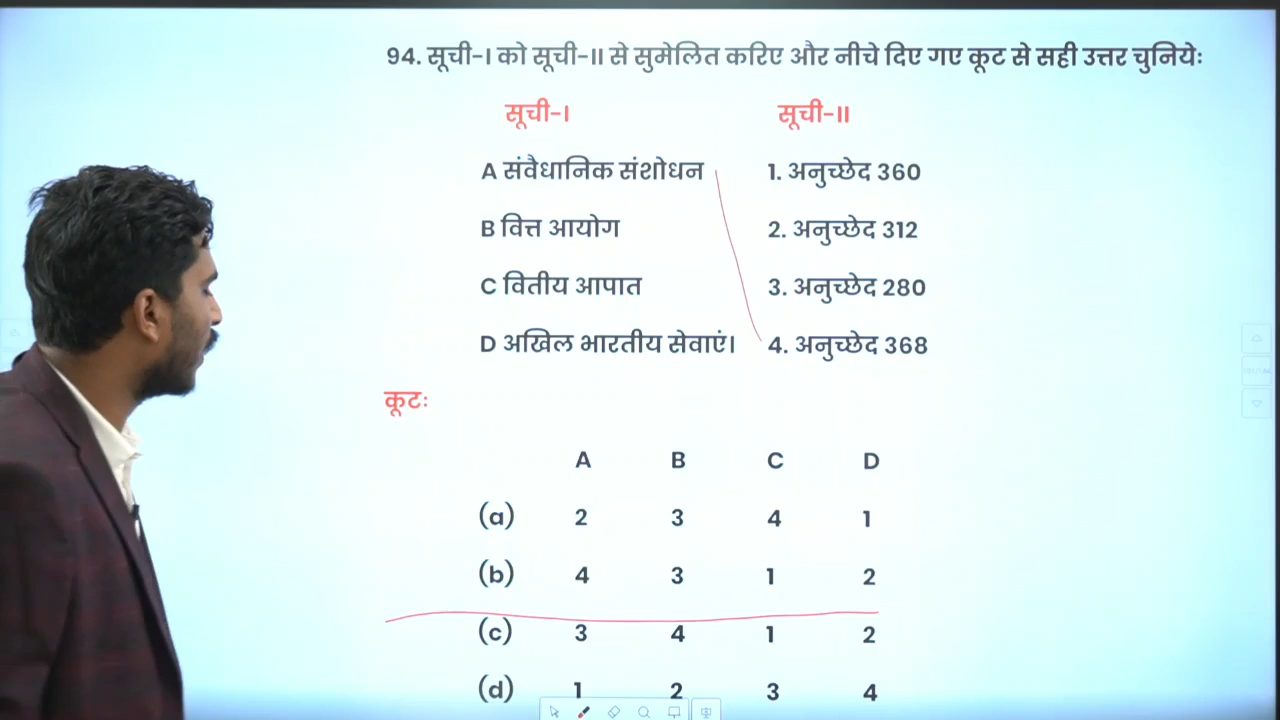 94. सूची-I को सूची-II से सुमेलित करिए और नीचे दिए गए कूट से सही उत्तर चुनियेः
सूची-I सूची-II
A संवैधानिक संशोधन 1. अनुच्छेद 360
B वित्त आयोग 2. अनुच्छेद 312
C वितीय आपात 3. अनुच्छेद 280
D अखिल भारतीय सेवाएं। 4. अनुच्छेद 368
कूटः
A B C D
(a) 2 3 4 1
(b) 4 3 1 2
(c) 3 4 1 2
(d) 1 2 3 4